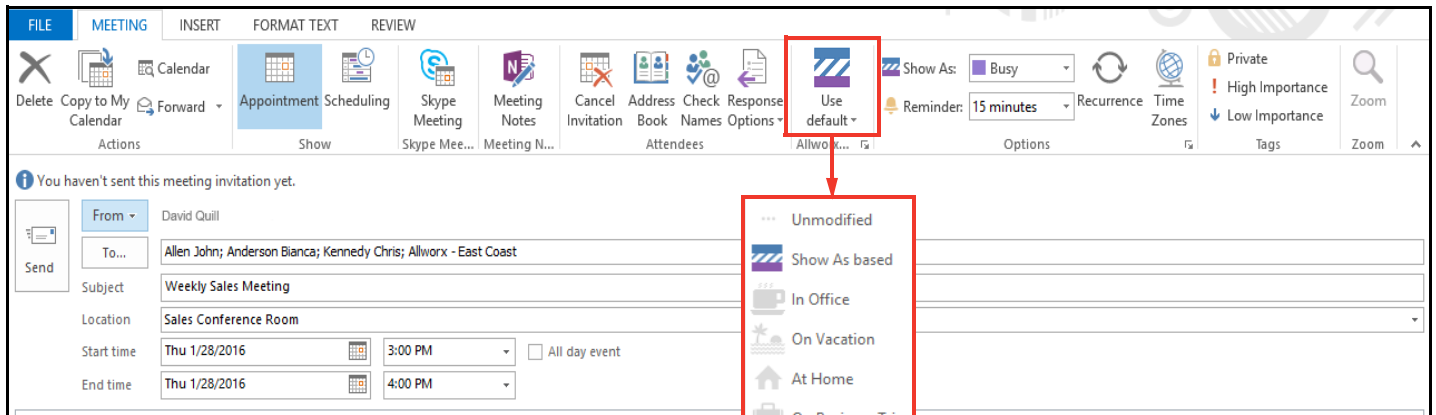 FILE MEETING INSERT FORMAT TEXT REVIEW
Delete
Copy to My Calendar
Calendar
Forward
Actions
Appointment
Scheduling
Show
Skype Meeting
Skype Mee...
Meeting Notes
Meeting N...
Cancel Invitation
Address Book
Check Names
Response Options
Attendees
Use default
Allworx...
Show As: Busy
Reminder: 15 minutes
Recurrence
Time Zones
Options
Private
High Importance
Low Importance
Tags
Zoom
Zoom
You haven't sent this meeting invitation yet.
Send
From David Quill
To... Allen John; Anderson Bianca; Kennedy Chris; Allworx - East Coast
Subject Weekly Sales Meeting
Location Sales Conference Room
Start time Thu 1/28/2016 3:00 PM All day event
End time Thu 1/28/2016 4:00 PM
Unmodified
Show As based
In Office
On Vacation
At Home